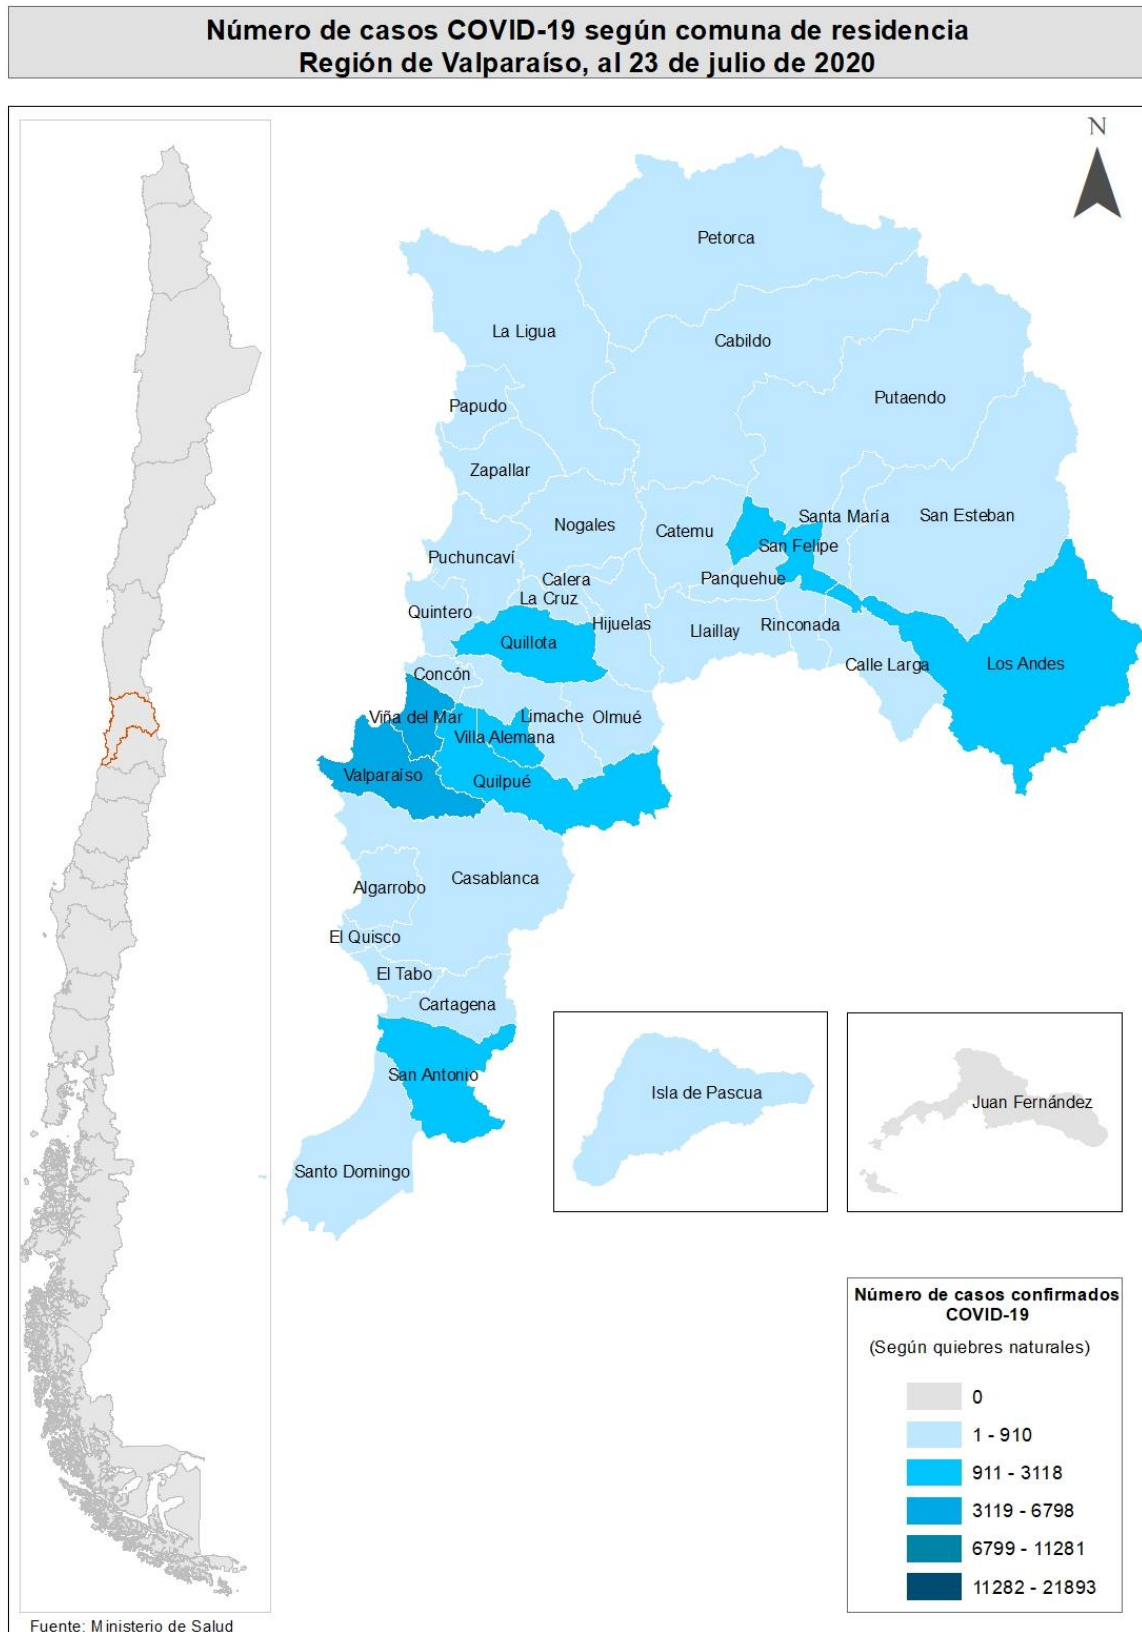 Número de casos COVID-19 según comuna de residencia
Región de Valparaíso, al 23 de julio de 2020
N
Petorca
La Ligua
Cabildo
Putaendo
Papudo
Zapallar
Santa María
San Esteban
Nogales
Catemu
San Felipe
Puchuncaví
Calera
Panquehue
La Cruz
Quintero
Hijuelas
Llaillay
Rinconada
Quillota
Calle Larga
Los Andes
Concón
Viña del Mar
Limache
Olmué
Villa Alemana
Valparaíso
Quilpué
Casablanca
Algarrobo
El Quisco
El Tabo
Cartagena
San Antonio
Santo Domingo
Isla de Pascua
Juan Fernández
Número de casos confirmados
COVID-19
(Según quiebres naturales)
0
1 - 910
911 - 3118
3119 - 6798
6799 - 11281
11282 - 21893
Fuente: Ministerio de Salud